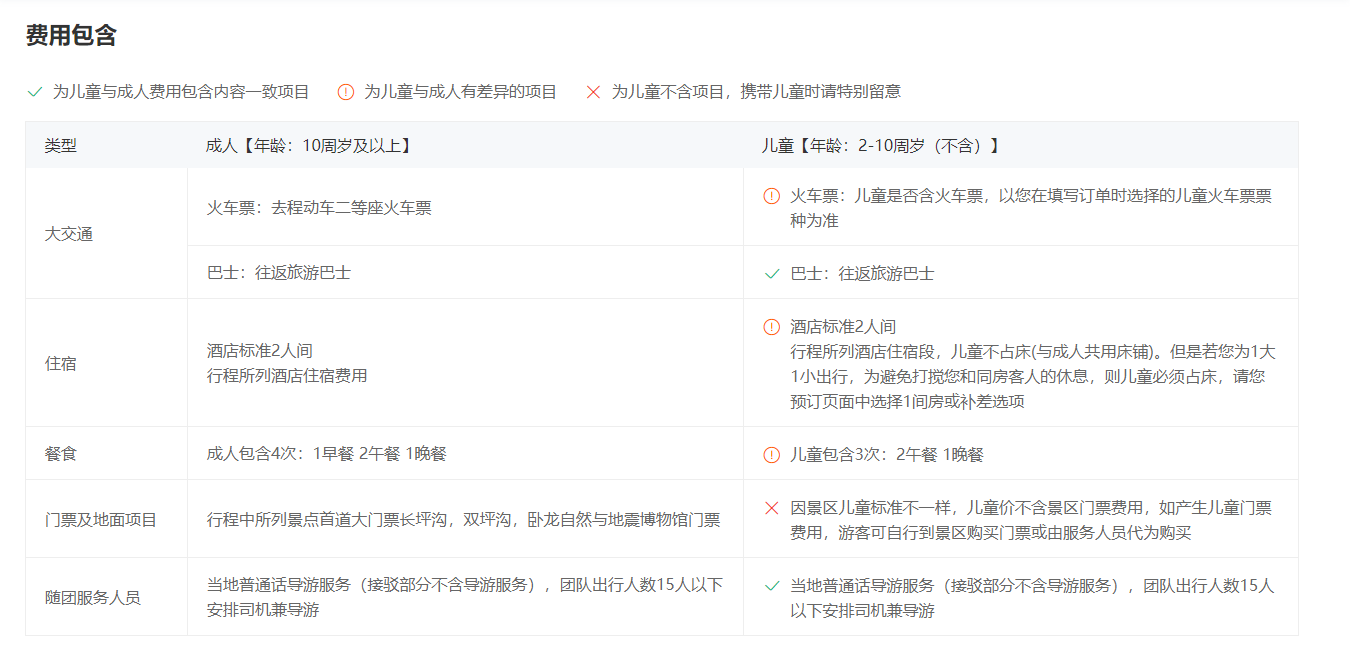 费用包含
为儿童与成人费用包含内容一致项目 为儿童与成人有差异的项目 为儿童不含项目，携带儿童时请特别留意
类型 成人【年龄：10周岁及以上】 儿童【年龄：2-10周岁（不含）】
大交通
火车票：去程动车二等座火车票
火车票：儿童是否含火车票，以您在填写订单时选择的儿童火车票票
种为准
巴士：往返旅游巴士
巴士：往返旅游巴士
住宿
酒店标准2人间
行程所列酒店住宿费用
酒店标准2人间
行程所列酒店住宿段，儿童不占床(与成人共用床铺)。但是若您为1大
1小出行，为避免打搅您和同房客人的休息，则儿童必须占床，请您
预订页面中选择1间房或补差选项
餐食
成人包含4次：1早餐 2午餐 1晚餐
儿童包含3次：2午餐 1晚餐
门票及地面项目
行程中所列景点首道大门票长坪沟，双坪沟，卧龙自然与地震博物馆门票
因景区儿童标准不一样，儿童价不含景区门票费用，如产生儿童门票
费用，游客可自行到景区购买门票或由服务人员代为购买
随团服务人员
当地普通话导游服务（接驳部分不含导游服务），团队出行人数15人以下
安排司机兼导游
当地普通话导游服务（接驳部分不含导游服务），团队出行人数15人
以下安排司机兼导游